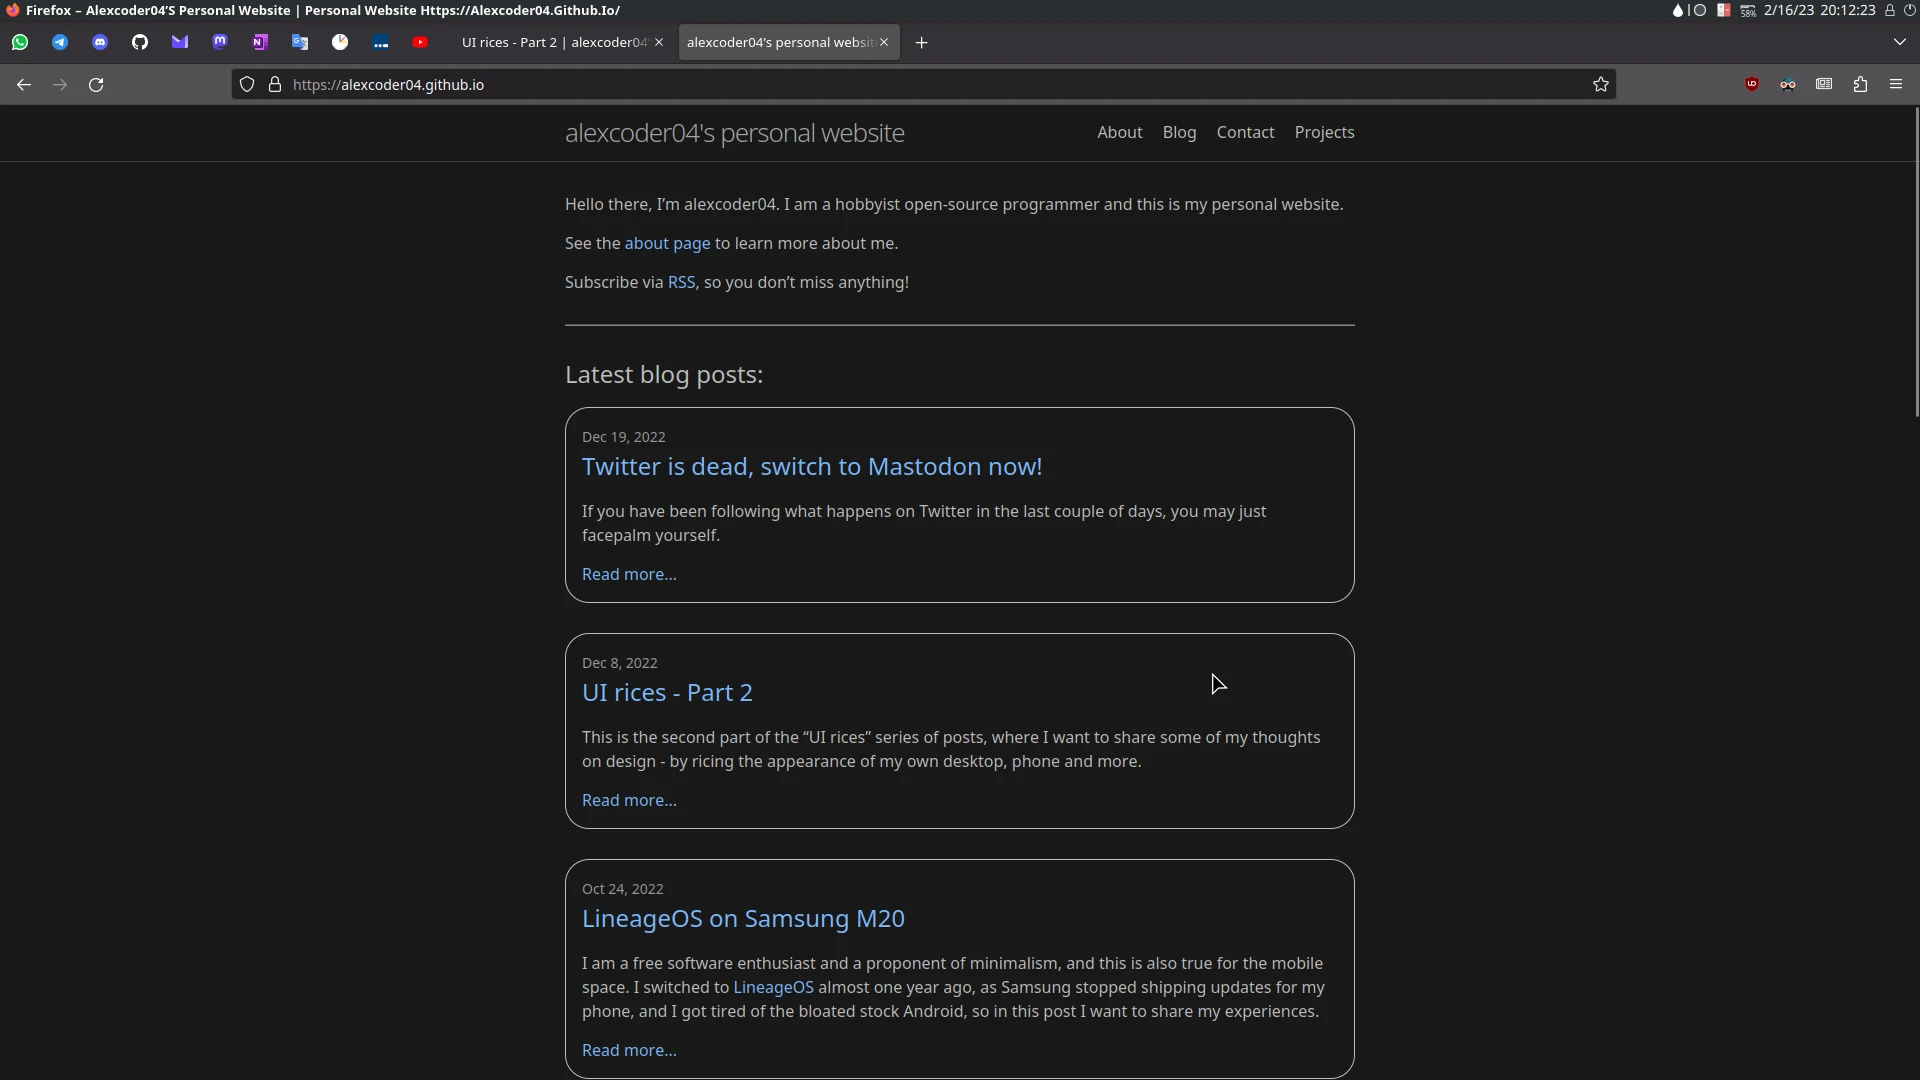 Firefox – Alexcoder04'S Personal Website | Personal Website Https://Alexcoder04.Github.Io/
58% 2/16/23 20:12:23
UI rices - Part 2 | alexcoder04'
alexcoder04's personal websit
https://alexcoder04.github.io
alexcoder04's personal website
About Blog Contact Projects
Hello there, I’m alexcoder04. I am a hobbyist open-source programmer and this is my personal website.
See the about page to learn more about me.
Subscribe via RSS, so you don’t miss anything!
Latest blog posts:
Dec 19, 2022
Twitter is dead, switch to Mastodon now!
If you have been following what happens on Twitter in the last couple of days, you may just
facepalm yourself.
Read more...
Dec 8, 2022
UI rices - Part 2
This is the second part of the “UI rices” series of posts, where I want to share some of my thoughts
on design - by ricing the appearance of my own desktop, phone and more.
Read more...
Oct 24, 2022
LineageOS on Samsung M20
I am a free software enthusiast and a proponent of minimalism, and this is also true for the mobile
space. I switched to LineageOS almost one year ago, as Samsung stopped shipping updates for my
phone, and I got tired of the bloated stock Android, so in this post I want to share my experiences.
Read more...